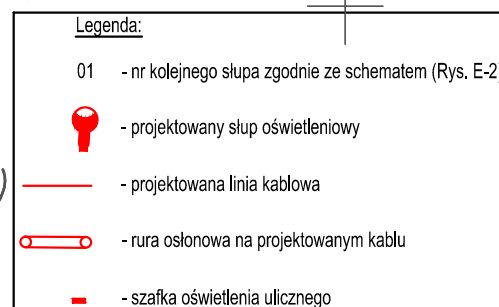 Legenda:
01 - nr kolejnego słupa zgodnie ze schematem (Rys. E-2)
- projektowany słup oświetleniowy
- projektowana linia kablowa
- rura osłonowa na projektowanym kablu
- szafka oświetlenia ulicznego